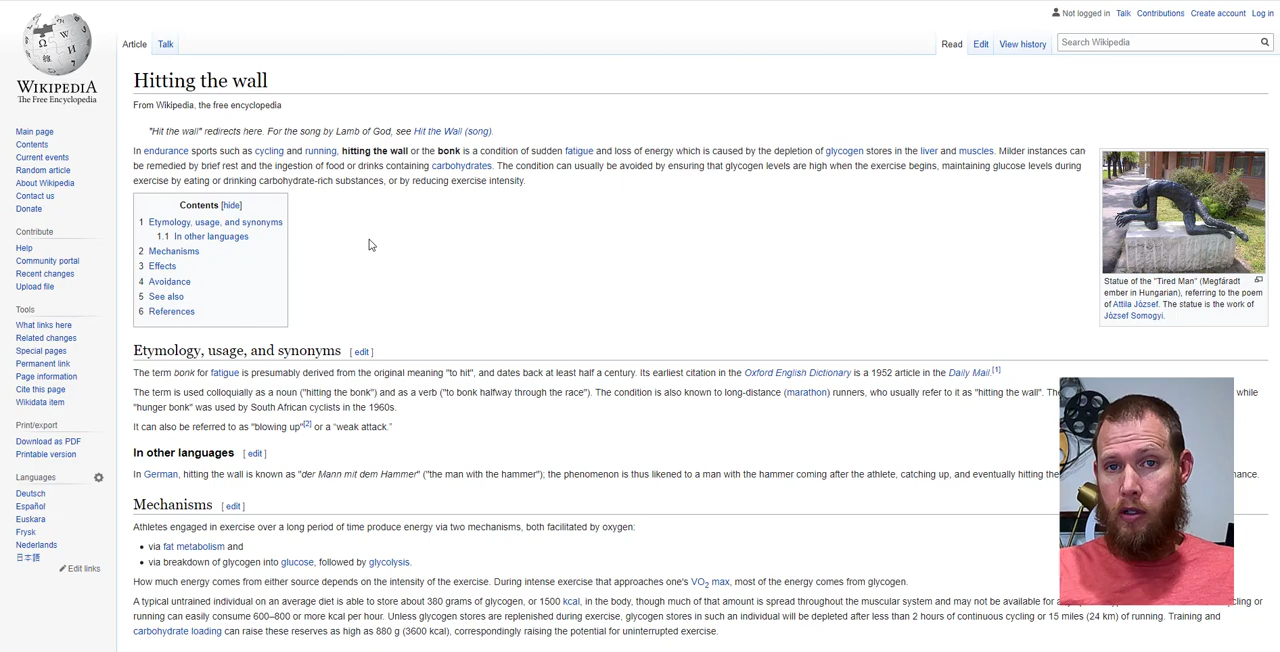 Not logged in Talk Contributions Create account Log in
Article Talk Read Edit View history Search Wikipedia
WIKIPEDIA
The Free Encyclopedia
Main page
Contents
Current events
Random article
About Wikipedia
Contact us
Donate
Contribute
Help
Community portal
Recent changes
Upload file
Tools
What links here
Related changes
Special pages
Permanent link
Page information
Cite this page
Wikidata item
Print/export
Download as PDF
Printable version
Languages
Deutsch
Español
Euskara
Frysk
Nederlands
日本語
Edit links
Hitting the wall
From Wikipedia, the free encyclopedia
"Hit the wall" redirects here. For the song by Lamb of God, see Hit the Wall (song).
In endurance sports such as cycling and running, hitting the wall or the bonk is a condition of sudden fatigue and loss of energy which is caused by the depletion of glycogen stores in the liver and muscles. Milder instances can
be remedied by brief rest and the ingestion of food or drinks containing carbohydrates. The condition can usually be avoided by ensuring that glycogen levels are high when the exercise begins, maintaining glucose levels during
exercise by eating or drinking carbohydrate-rich substances, or by reducing exercise intensity.
Contents [hide]
1 Etymology, usage, and synonyms
1.1 In other languages
2 Mechanisms
3 Effects
4 Avoidance
5 See also
6 References
Statue of the "Tired Man" (Megfáradt
ember in Hungarian), referring to the poem
of Attila József. The statue is the work of
József Somogyi.
Etymology, usage, and synonyms [ edit ]
The term bonk for fatigue is presumably derived from the original meaning "to hit", and dates back at least half a century. Its earliest citation in the Oxford English Dictionary is a 1952 article in the Daily Mail.[1]
The term is used colloquially as a noun ("hitting the bonk") and as a verb ("to bonk halfway through the race"). The condition is also known to long-distance (marathon) runners, who usually refer to it as "hitting the wall". while
"hunger bonk" was used by South African cyclists in the 1960s.
It can also be referred to as "blowing up"[2] or a "weak attack."
In other languages [ edit ]
In German, hitting the wall is known as "der Mann mit dem Hammer" ("the man with the hammer"); the phenomenon is thus likened to a man with the hammer coming after the athlete, catching up, and eventually hitting
Mechanisms [ edit ]
Athletes engaged in exercise over a long period of time produce energy via two mechanisms, both facilitated by oxygen:
• via fat metabolism and
• via breakdown of glycogen into glucose, followed by glycolysis.
How much energy comes from either source depends on the intensity of the exercise. During intense exercise that approaches one's VO2 max, most of the energy comes from glycogen.
A typical untrained individual on an average diet is able to store about 380 grams of glycogen, or 1500 kcal, in the body, though much of that amount is spread throughout the muscular system and may not be available for or
running can easily consume 600–800 or more kcal per hour. Unless glycogen stores are replenished during exercise, glycogen stores in such an individual will be depleted after less than 2 hours of continuous cycling or 15 miles (24 km) of running. Training and
carbohydrate loading can raise these reserves as high as 880 g (3600 kcal), correspondingly raising the potential for uninterrupted exercise.